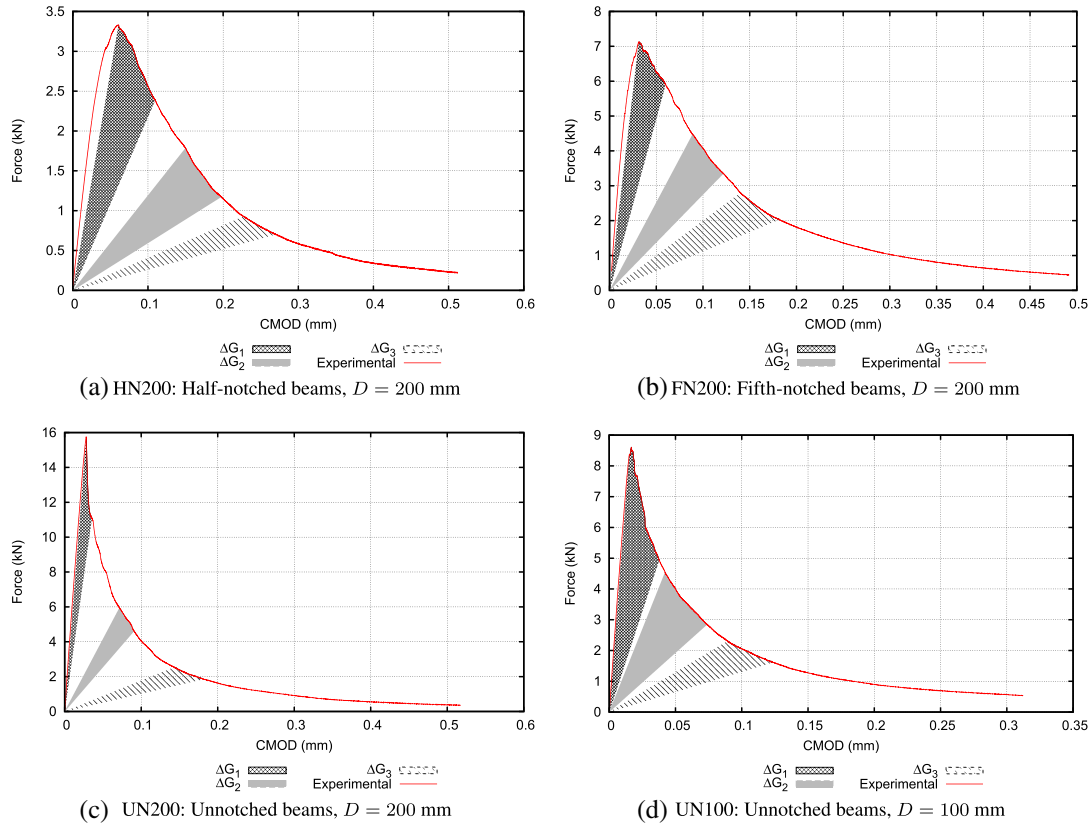 3.5
3
2.5
2
1.5
1
0.5
0
0 0.1 0.2 0.3 0.4 0.5 0.6
Force (kN)
CMOD (mm)
ΔG₁ ΔG₃
ΔG₂ Experimental
(a) HN200: Half-notched beams, D = 200 mm
8
7
6
5
4
3
2
1
0
0 0.05 0.1 0.15 0.2 0.25 0.3 0.35 0.4 0.45 0.5
Force (kN)
CMOD (mm)
ΔG₁ ΔG₃
ΔG₂ Experimental
(b) FN200: Fifth-notched beams, D = 200 mm
16
14
12
10
8
6
4
2
0
0 0.1 0.2 0.3 0.4 0.5 0.6
Force (kN)
CMOD (mm)
ΔG₁ ΔG₃
ΔG₂ Experimental
(c) UN200: Unnotched beams, D = 200 mm
9
8
7
6
5
4
3
2
1
0
0 0.05 0.1 0.15 0.2 0.25 0.3 0.35
Force (kN)
CMOD (mm)
ΔG₁ ΔG₃
ΔG₂ Experimental
(d) UN100: Unnotched beams, D = 100 mm